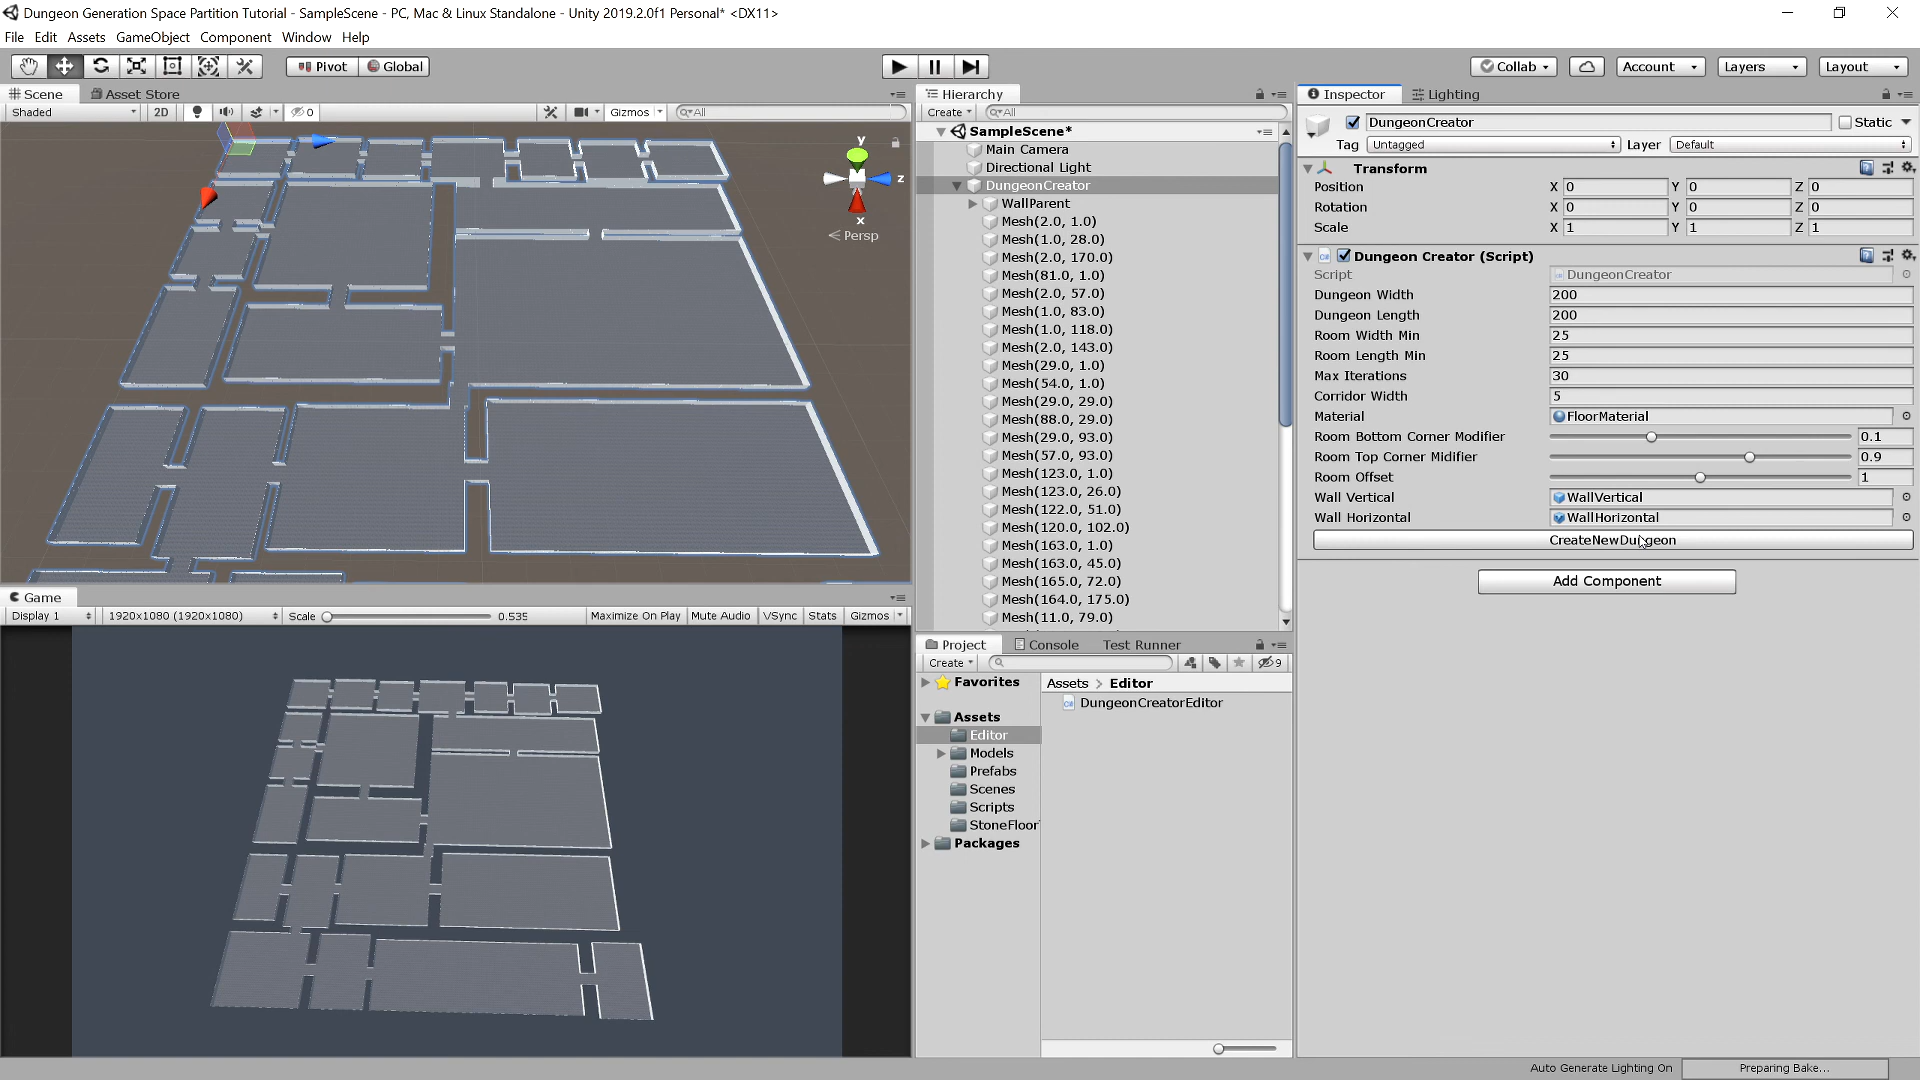 Dungeon Generation Space Partition Tutorial - SampleScene - PC, Mac & Linux Standalone - Unity 2019.2.0f1 Personal* <DX11>
File Edit Assets GameObject Component Window Help
Pivot Global Collab Account Layers Layout
Scene Asset Store
Shaded 2D 0 Gizmos All
y
z
x
Persp
Game
Display 1 1920x1080 (1920x1080) Scale 0.535 Maximize On Play Mute Audio VSync Stats Gizmos
Hierarchy
Create All
SampleScene*
Main Camera
Directional Light
DungeonCreator
WallParent
Mesh(2.0, 1.0)
Mesh(1.0, 28.0)
Mesh(2.0, 170.0)
Mesh(81.0, 1.0)
Mesh(2.0, 57.0)
Mesh(1.0, 83.0)
Mesh(1.0, 118.0)
Mesh(2.0, 143.0)
Mesh(29.0, 1.0)
Mesh(54.0, 1.0)
Mesh(29.0, 29.0)
Mesh(88.0, 29.0)
Mesh(29.0, 93.0)
Mesh(57.0, 93.0)
Mesh(123.0, 1.0)
Mesh(123.0, 26.0)
Mesh(122.0, 51.0)
Mesh(120.0, 102.0)
Mesh(163.0, 1.0)
Mesh(163.0, 45.0)
Mesh(165.0, 72.0)
Mesh(164.0, 175.0)
Mesh(11.0, 79.0)
Project Console Test Runner
Create 9
Favorites
Assets
Editor
Models
Prefabs
Scenes
Scripts
StoneFloor
Packages
Assets > Editor
DungeonCreatorEditor
Inspector Lighting
DungeonCreator Static
Tag Untagged Layer Default
Transform
Position X 0 Y 0 Z 0
Rotation X 0 Y 0 Z 0
Scale X 1 Y 1 Z 1
Dungeon Creator (Script)
Script DungeonCreator
Dungeon Width 200
Dungeon Length 200
Room Width Min 25
Room Length Min 25
Max Iterations 30
Corridor Width 5
Material FloorMaterial
Room Bottom Corner Modifier 0.1
Room Top Corner Midifier 0.9
Room Offset 1
Wall Vertical WallVertical
Wall Horizontal WallHorizontal
CreateNewDungeon
Add Component
Auto Generate Lighting On Preparing Bake...